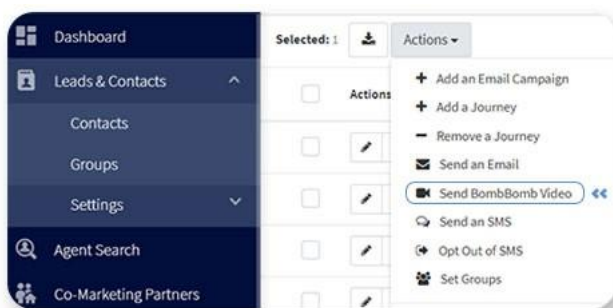 Dashboard
Leads & Contacts
Contacts
Groups
Settings
Agent Search
Co-Marketing Partners
Selected: 1
Actions
Actions
Add an Email Campaign
Add a Journey
Remove a Journey
Send an Email
Send BombBomb Video
Send an SMS
Opt Out of SMS
Set Groups